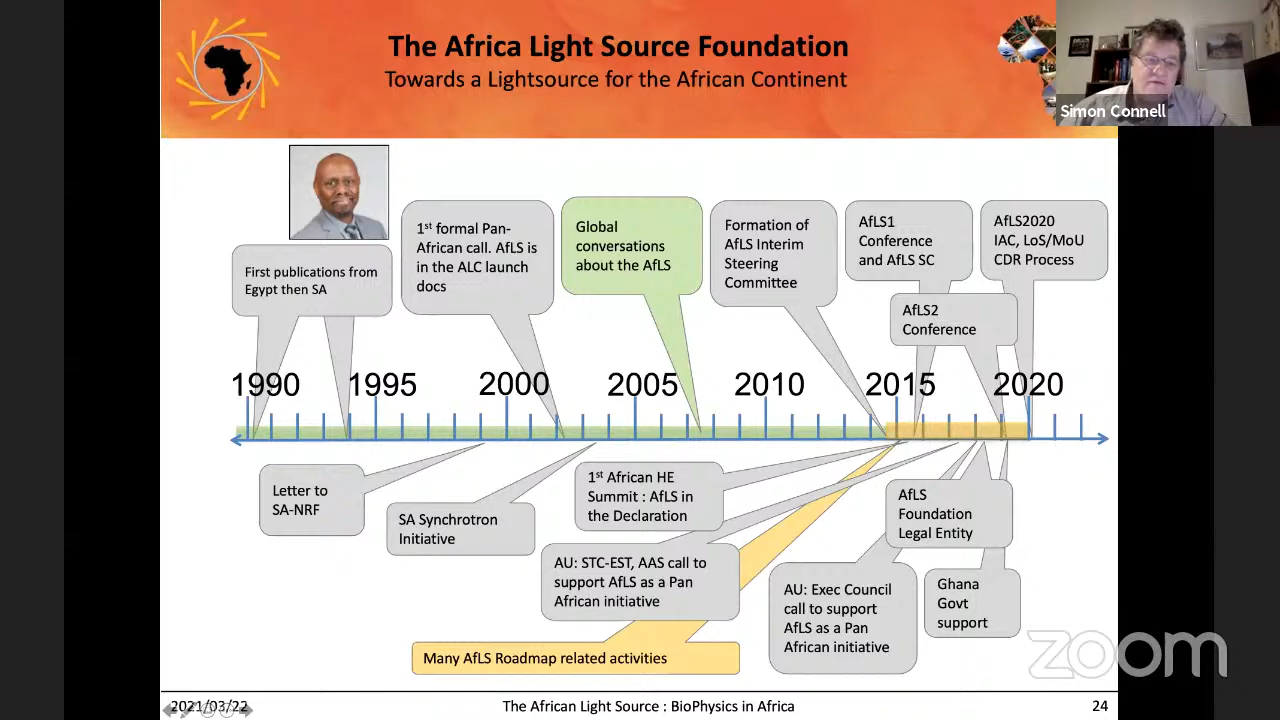 The Africa Light Source Foundation
Towards a Lightsource for the African Continent
Simon Connell
First publications from
Egypt then SA
1st formal Pan-
African call. AfLS is
in the ALC launch
docs
Global
conversations
about the AfLS
Formation of
AfLS Interim
Steering
Committee
AfLS1
Conference
and AfLS SC
AfLS2020
IAC, LoS/MoU
CDR Process
AfLS2
Conference
1990 1995 2000 2005 2010 2015 2020
Letter to
SA-NRF
SA Synchrotron
Initiative
1st African HE
Summit : AfLS in
the Declaration
AU: STC-EST, AAS call to
support AfLS as a Pan
African initiative
Many AfLS Roadmap related activities
AfLS
Foundation
Legal Entity
AU: Exec Council
call to support
AfLS as a Pan
African initiative
Ghana
Govt
support
zoom
2021/03/22
The African Light Source : BioPhysics in Africa
24